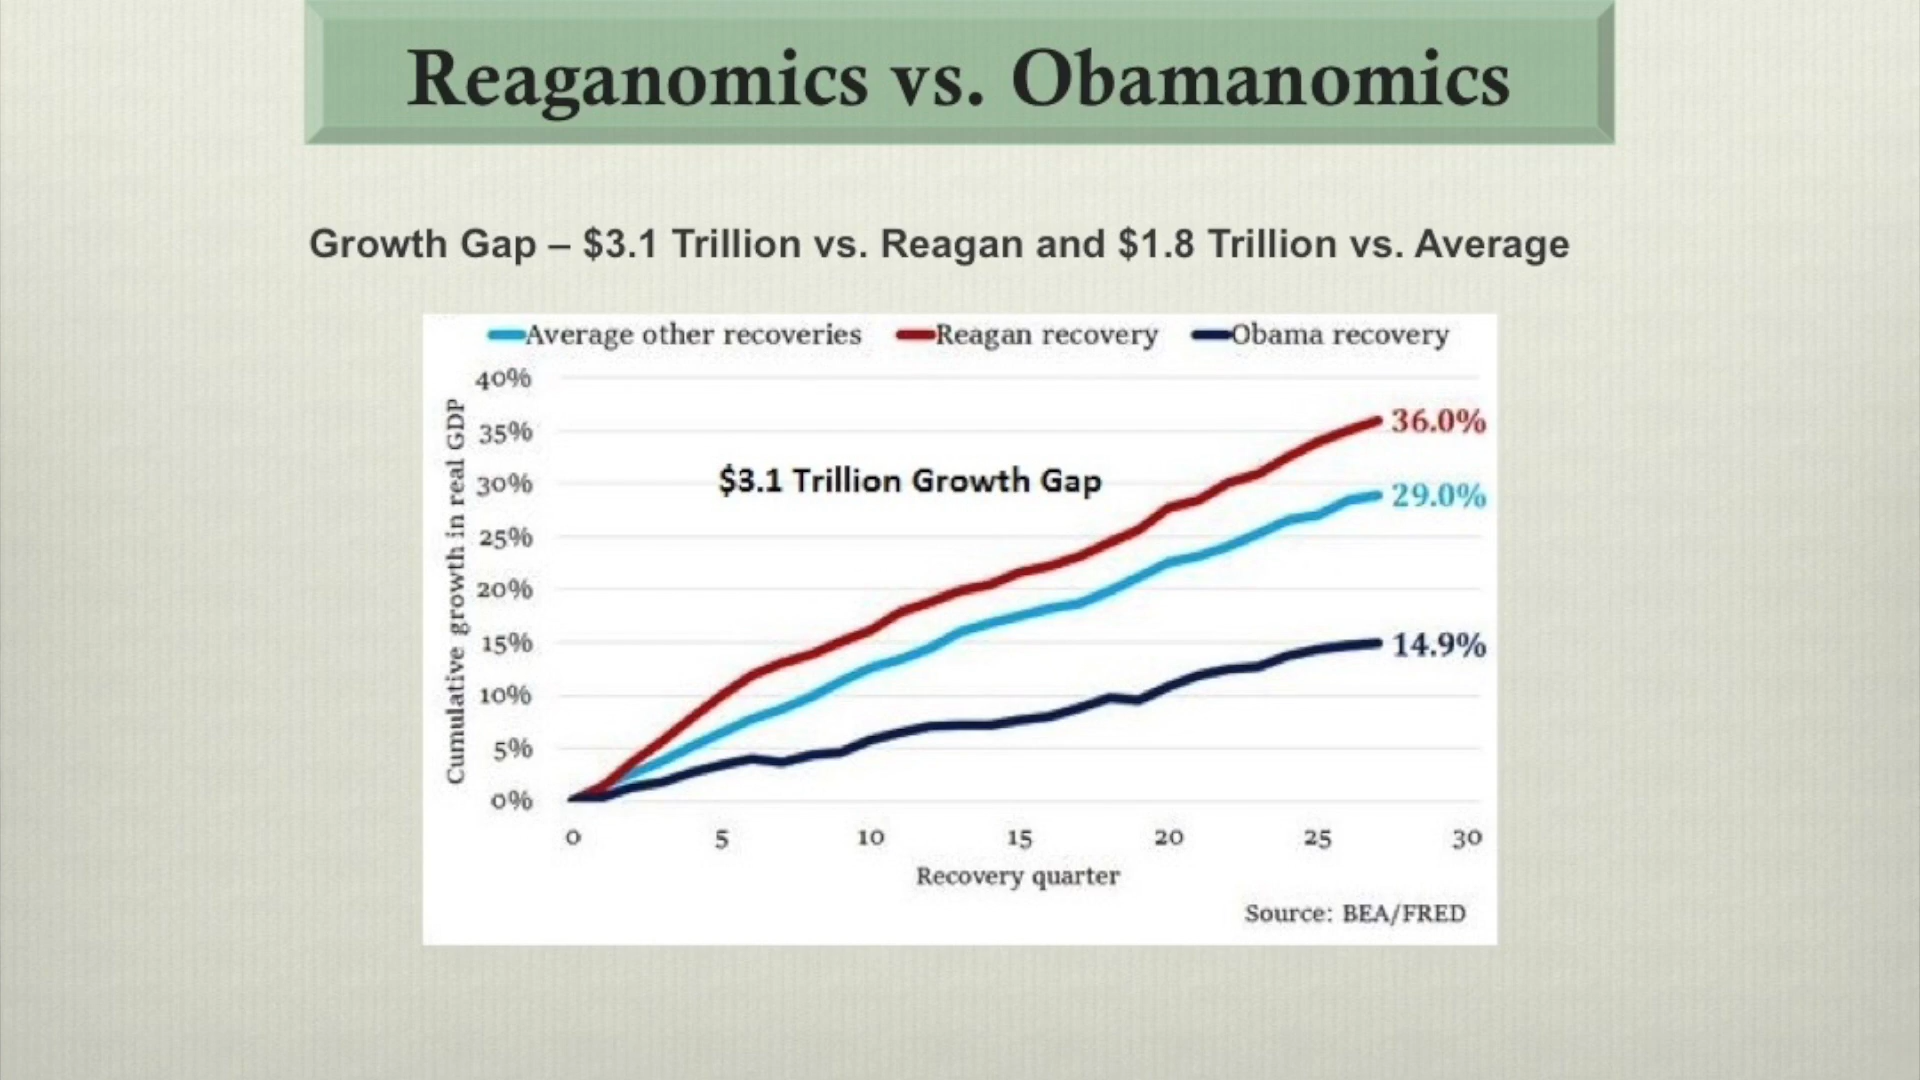 Reaganomics vs. Obamanomics
Growth Gap – $3.1 Trillion vs. Reagan and $1.8 Trillion vs. Average
Average other recoveries Reagan recovery Obama recovery
Cumulative growth in real GDP
40%
35%
30%
25%
20%
15%
10%
5%
0%
$3.1 Trillion Growth Gap
36.0%
29.0%
14.9%
0 5 10 15 20 25 30
Recovery quarter
Source: BEA/FRED